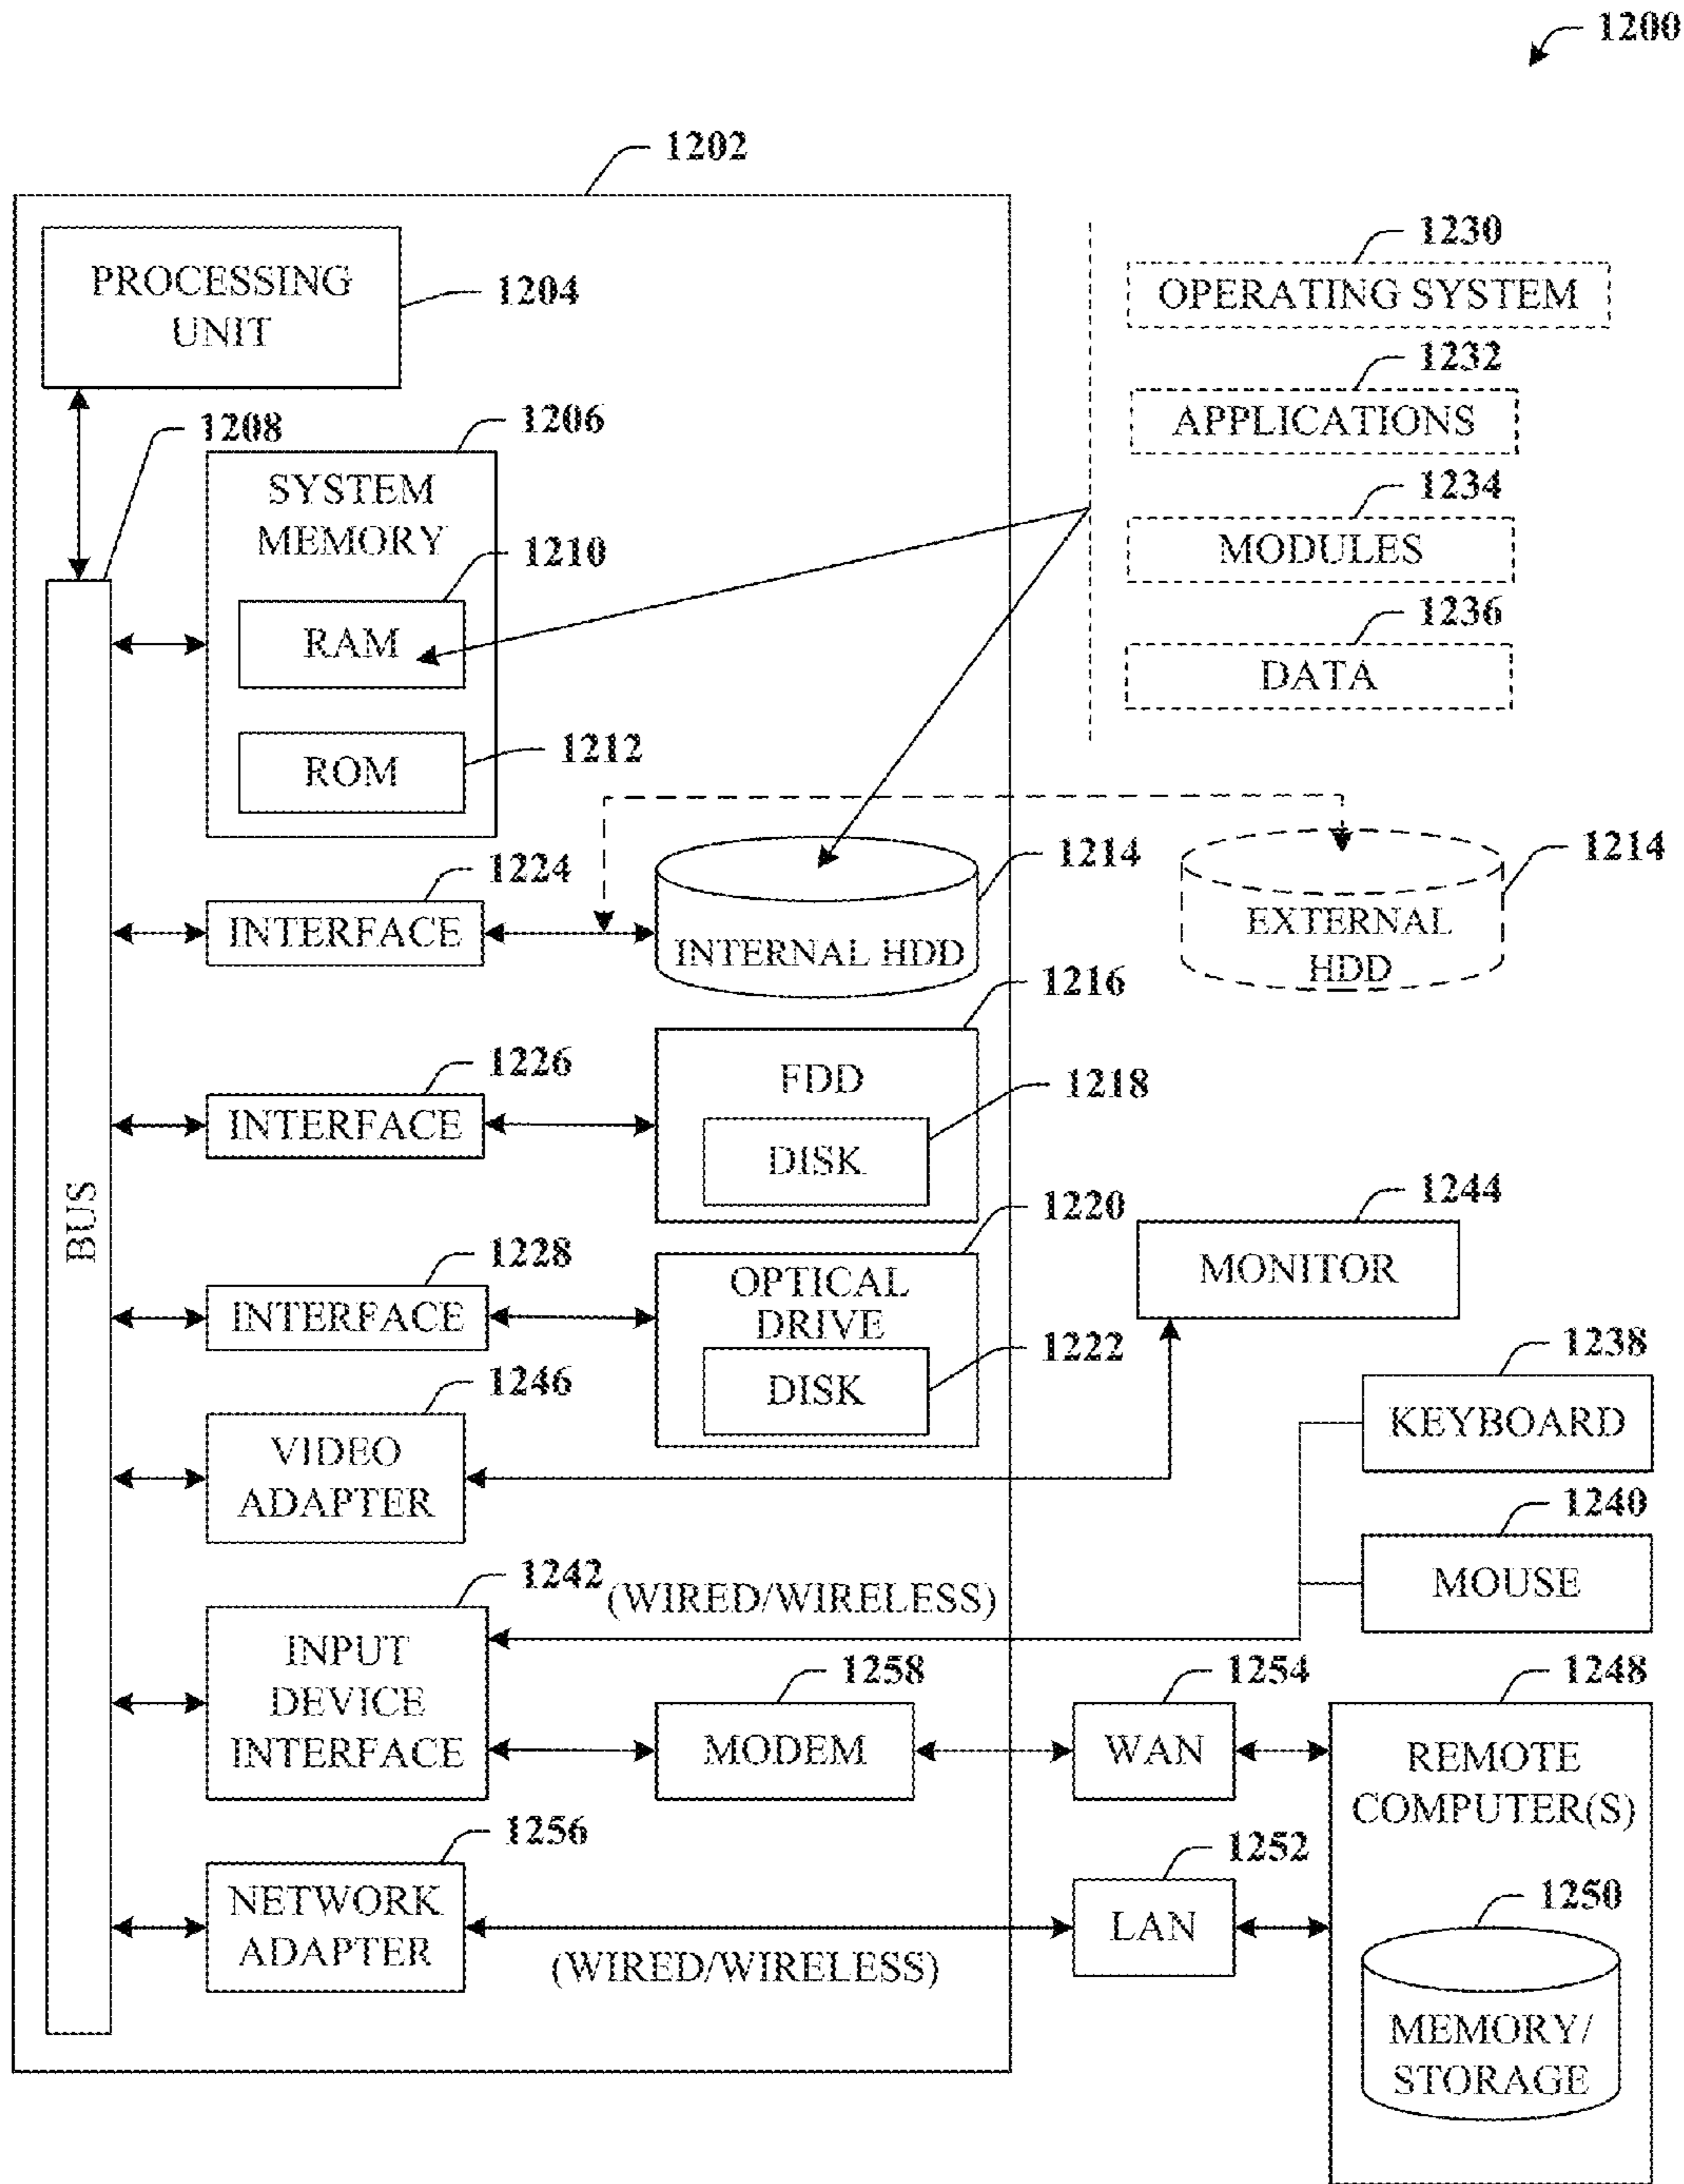 1200
1202
PROCESSING
UNIT
1204
1230
OPERATING SYSTEM
1232
APPLICATIONS
1234
MODULES
1236
DATA
1208
1206
SYSTEM
MEMORY
1210
RAM
1212
ROM
1224
INTERFACE
1214
INTERNAL HDD
1214
EXTERNAL
HDD
1226
INTERFACE
1216
FDD
1218
DISK
BUS
1228
INTERFACE
1220
OPTICAL
DRIVE
1222
DISK
1244
MONITOR
1246
VIDEO
ADAPTER
1238
KEYBOARD
1240
MOUSE
1242
(WIRED/WIRELESS)
INPUT
DEVICE
INTERFACE
1258
MODEM
1254
WAN
1248
REMOTE
COMPUTER(S)
1256
NETWORK
ADAPTER
(WIRED/WIRELESS)
1252
LAN
1250
MEMORY/
STORAGE